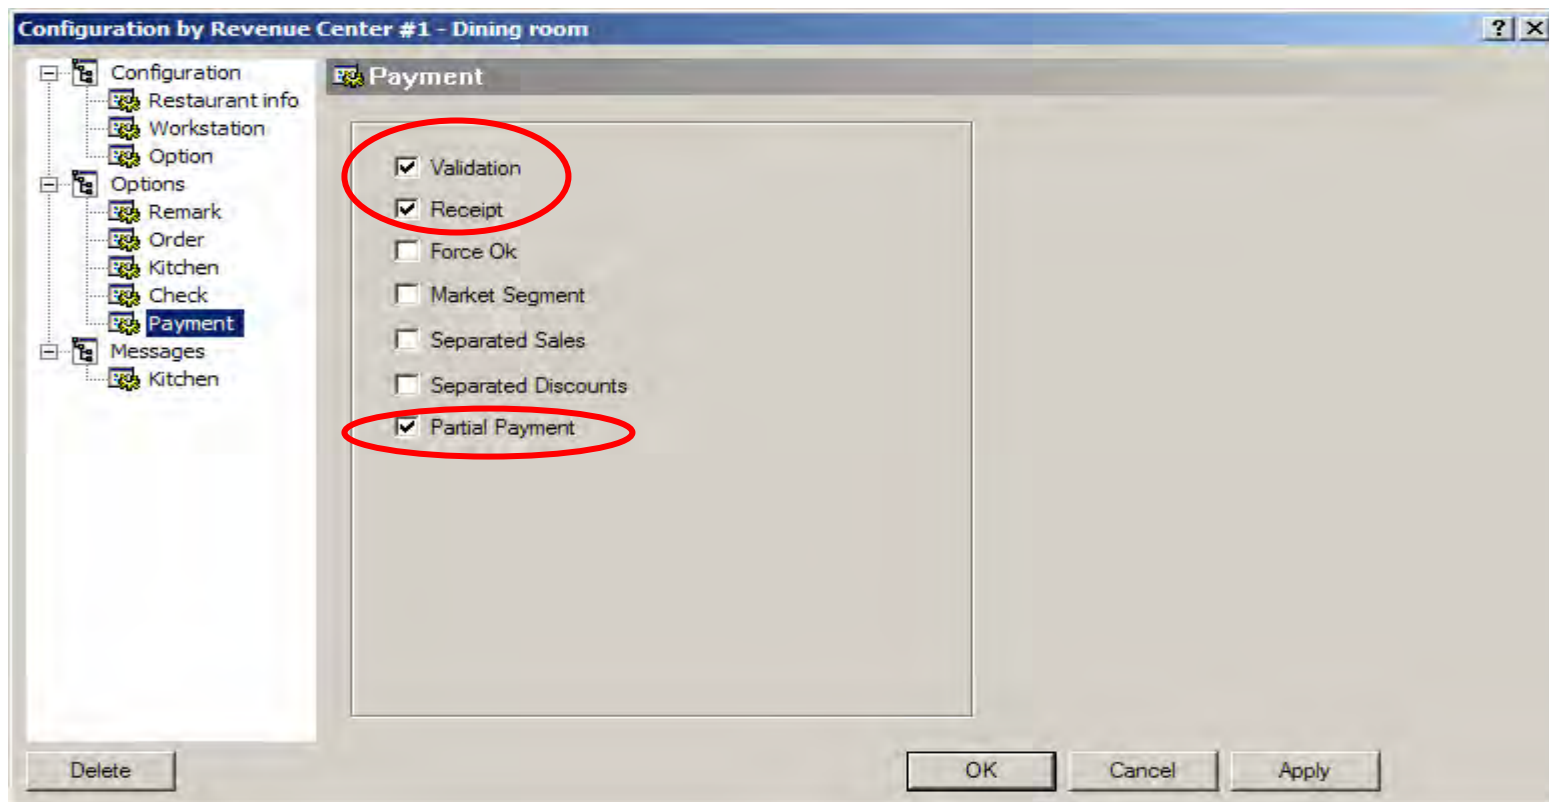 Configuration by Revenue Center #1 - Dining room
Configuration
Restaurant info
Workstation
Option
Options
Remark
Order
Kitchen
Check
Payment
Messages
Kitchen
Payment
Validation
Receipt
Force Ok
Market Segment
Separated Sales
Separated Discounts
Partial Payment
Delete
OK
Cancel
Apply